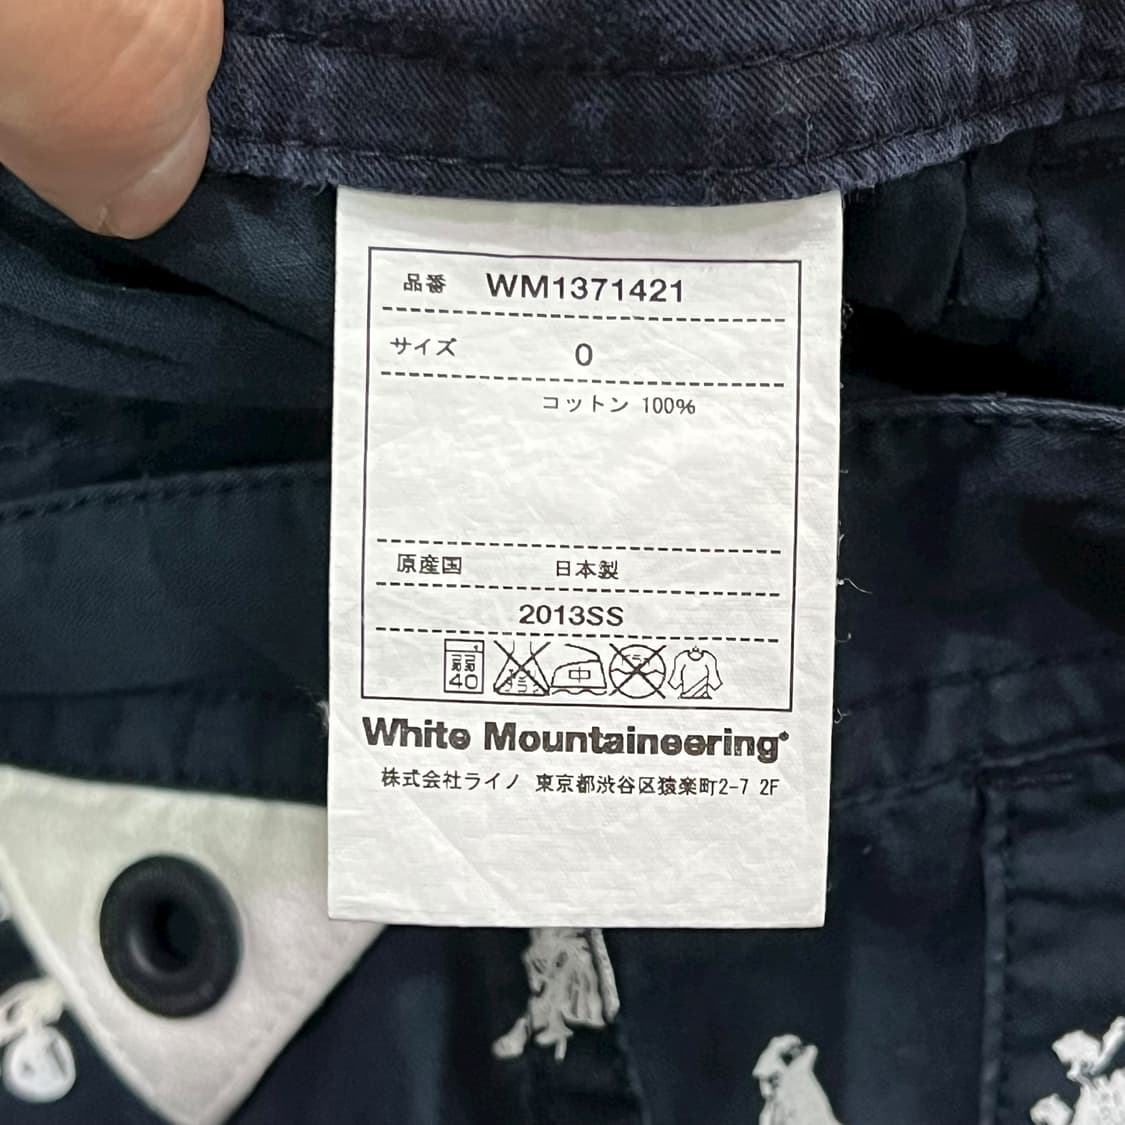 品番 WM1371421
サイズ 0
コットン 100%
原産国 日本製
2013SS
弱
40
中
White Mountaineering
株式会社ライノ 東京都渋谷区猿楽町2-7 2F